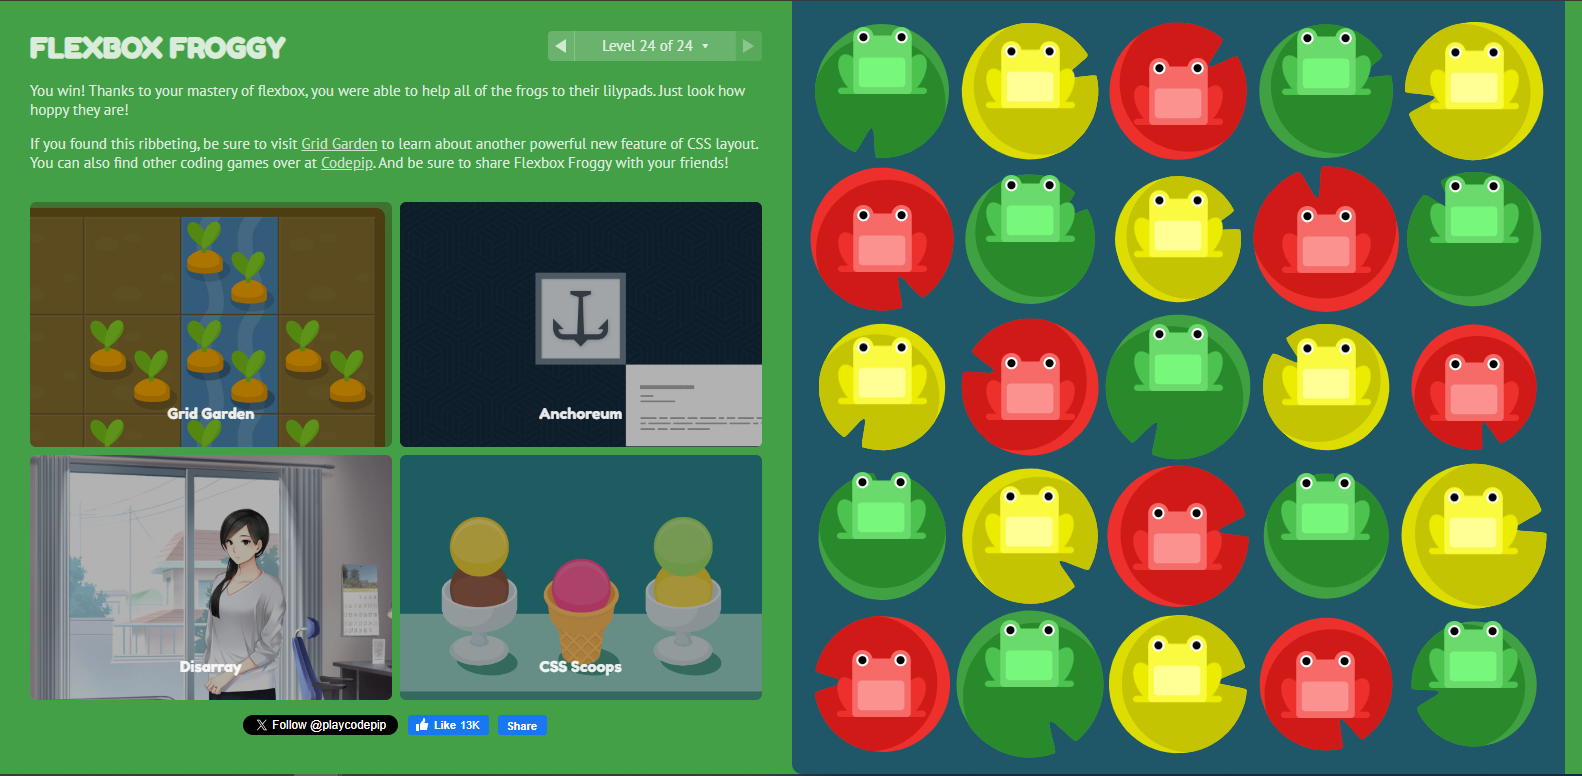 FLEXBOX FROGGY
Level 24 of 24
You win! Thanks to your mastery of flexbox, you were able to help all of the frogs to their lilypads. Just look how
hoppy they are!
If you found this ribbeting, be sure to visit Grid Garden to learn about another powerful new feature of CSS layout.
You can also find other coding games over at Codepip. And be sure to share Flexbox Froggy with your friends!
Grid Garden
Anchoreum
Disarray
CSS Scoops
Follow @playcodepip
Like 13K
Share